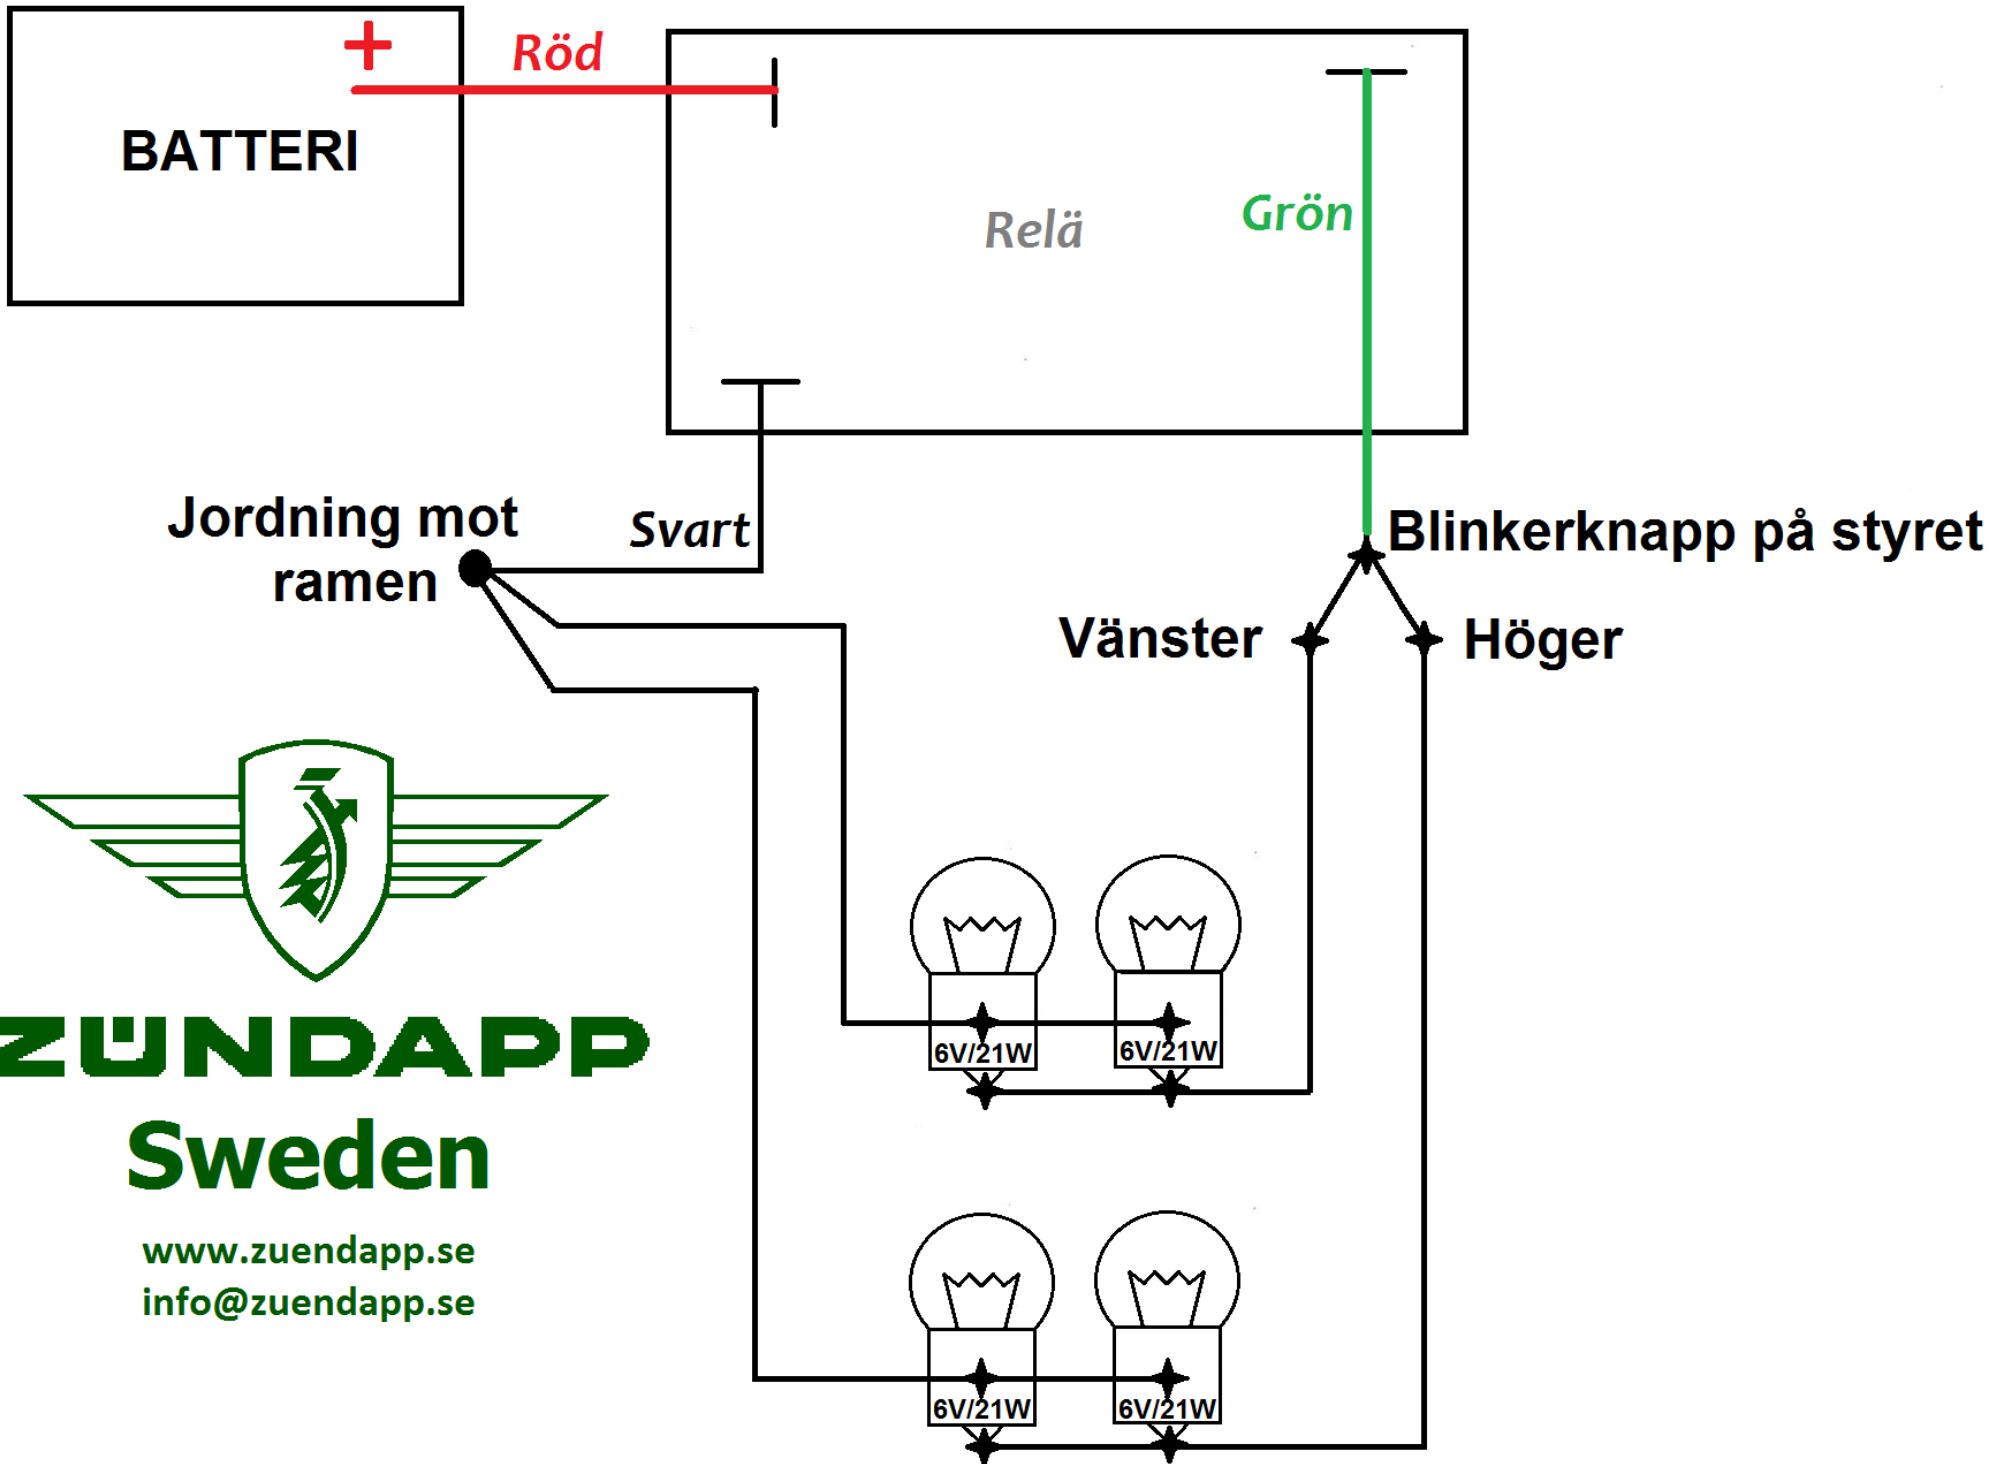 +
Röd
BATTERI
Relä
Grön
Jordning mot
ramen
Svart
Blinkerknapp på styret
Vänster
Höger
6V/21W
6V/21W
ZÜNDAPP
Sweden
www.zuendapp.se
info@zuendapp.se
6V/21W
6V/21W